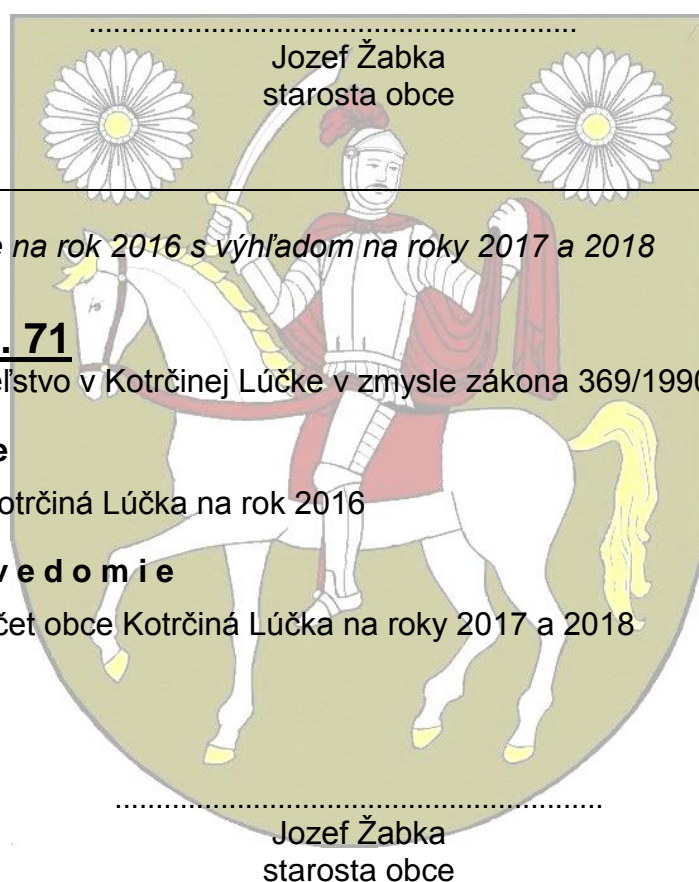 ............................................................
Jozef Žabka
starosta obce
e na rok 2016 s výhľadom na roky 2017 a 2018
. 71
eľstvo v Kotrčinej Lúčke v zmysle zákona 369/1990
e
otrčiná Lúčka na rok 2016
v e d o m i e
čet obce Kotrčiná Lúčka na roky 2017 a 2018
............................................................
Jozef Žabka
starosta obce